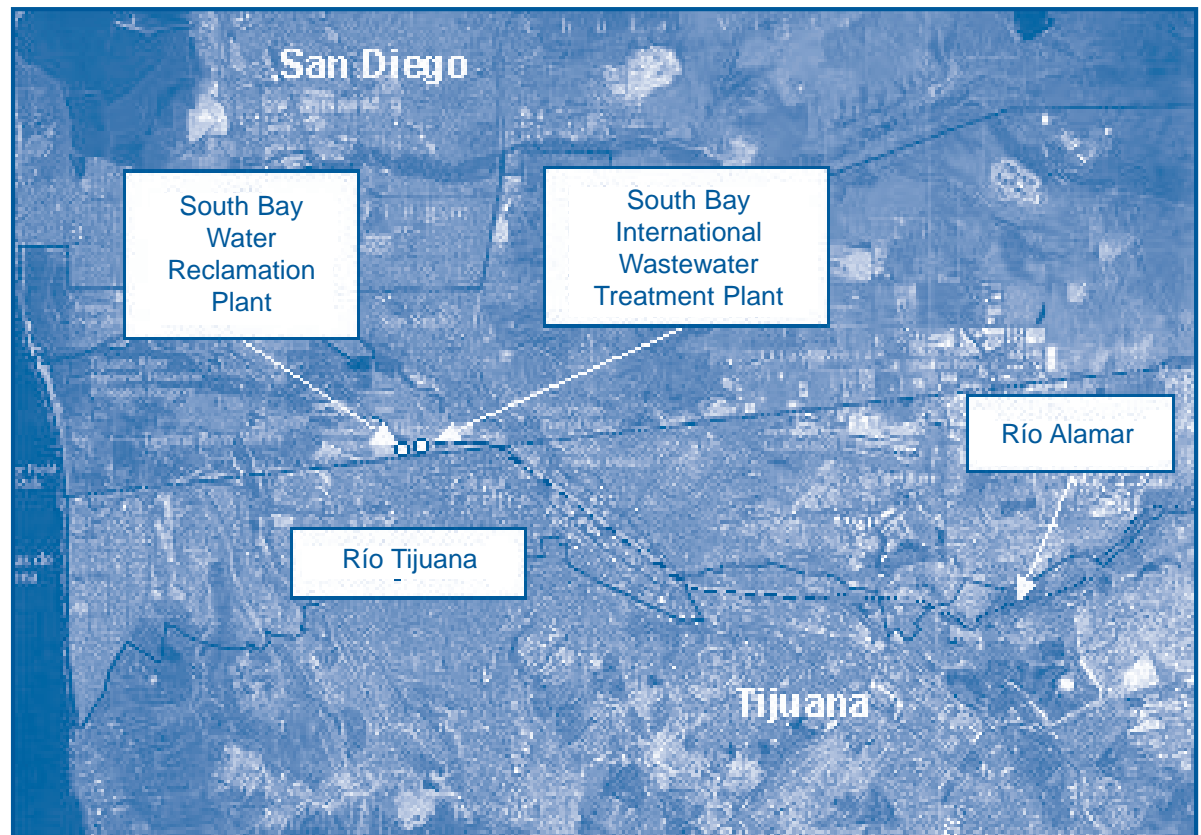 San Diego
South Bay
Water
Reclamation
Plant
South Bay
International
Wastewater
Treatment Plant
Río Alamar
Río Tijuana
Tijuana